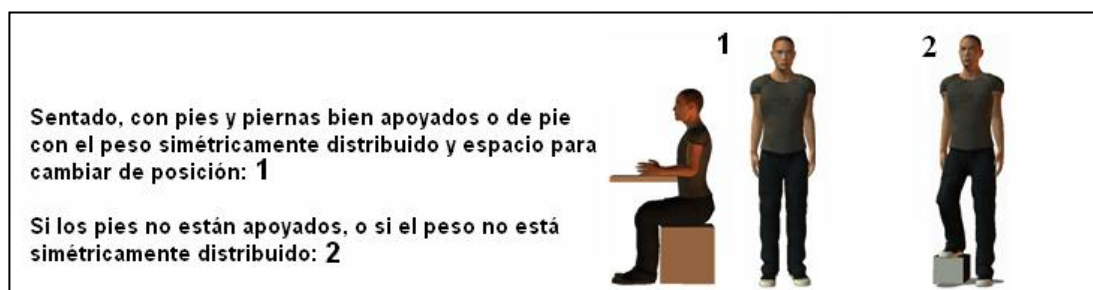 1
2
Sentado, con pies y piernas bien apoyados o de pie
con el peso simétricamente distribuido y espacio para
cambiar de posición: 1
Si los pies no están apoyados, o si el peso no está
simétricamente distribuido: 2